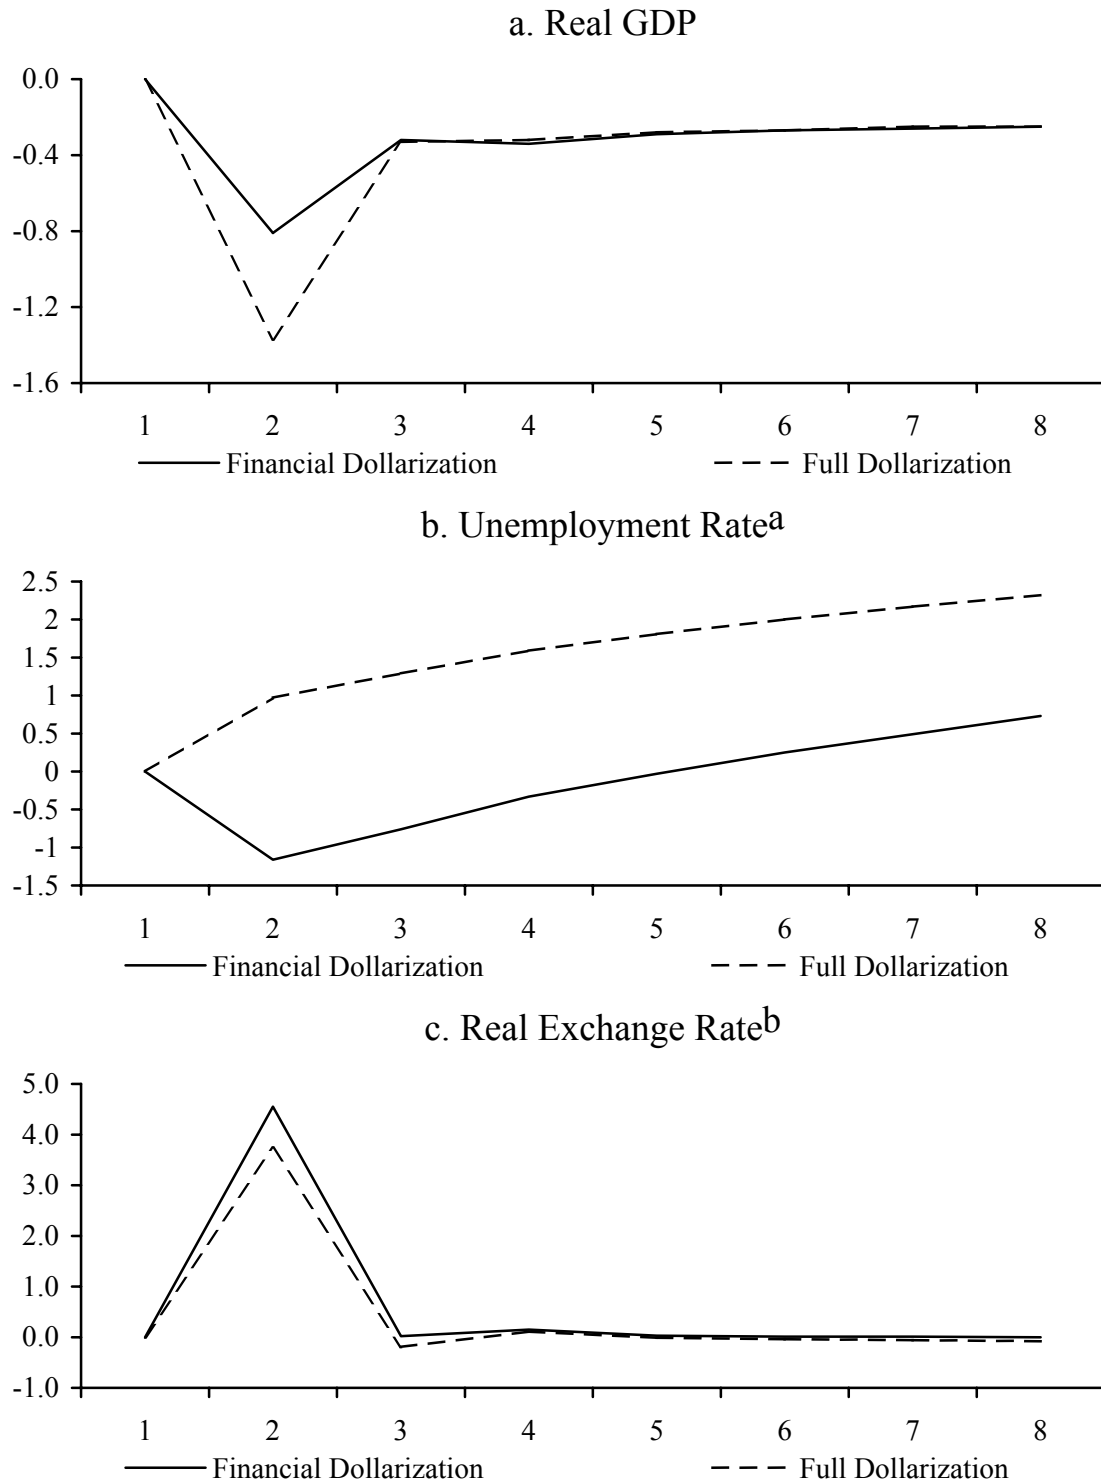 a. Real GDP
0.0
-0.4
-0.8
-1.2
-1.6
1 2 3 4 5 6 7 8
Financial Dollarization Full Dollarization
b. Unemployment Rateᵃ
2.5
2
1.5
1
0.5
0
-0.5
-1
-1.5
1 2 3 4 5 6 7 8
Financial Dollarization Full Dollarization
c. Real Exchange Rateᵇ
5.0
4.0
3.0
2.0
1.0
0.0
-1.0
1 2 3 4 5 6 7 8
Financial Dollarization Full Dollarization